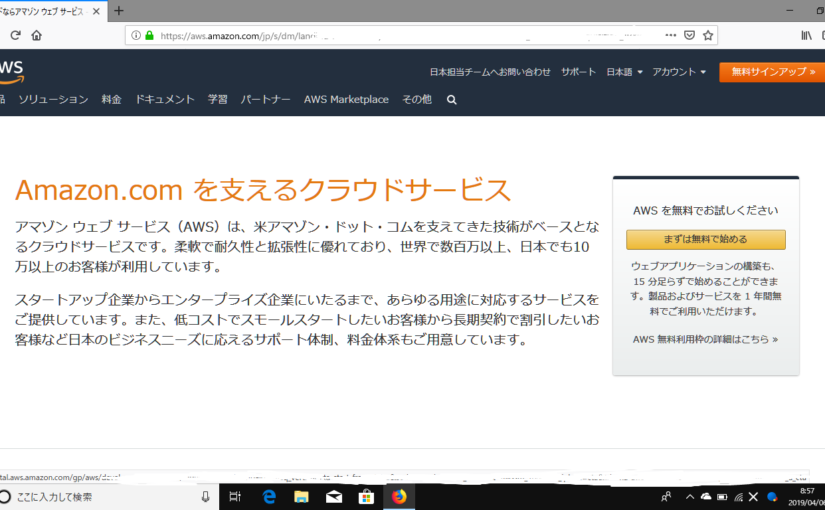 ドならアマゾン ウェブ サービス
https://aws.amazon.com/jp/s/dm/lan
日本担当チームへお問い合わせ サポート 日本語 アカウント 無料サインアップ »
品 ソリューション 料金 ドキュメント 学習 パートナー AWS Marketplace その他
Amazon.com を支えるクラウドサービス
アマゾン ウェブ サービス（AWS）は、米アマゾン・ドット・コムを支えてきた技術がベースとな
るクラウドサービスです。柔軟で耐久性と拡張性に優れており、世界で数百万以上、日本でも10
万以上のお客様が利用しています。
スタートアップ企業からエンタープライズ企業にいたるまで、あらゆる用途に対応するサービスを
ご提供しています。また、低コストでスモールスタートしたいお客様から長期契約で割引したいお
客様など日本のビジネスニーズに応えるサポート体制、料金体系もご用意しています。
AWS を無料でお試しください
まずは無料で始める
ウェブアプリケーションの構築も、
15 分足らずで始めることができま
す。製品およびサービスを 1 年間無
料でご利用いただけます。
AWS 無料利用枠の詳細はこちら »
tal.aws.amazon.com/gp/aws/
ここに入力して検索
8:57
2019/04/06